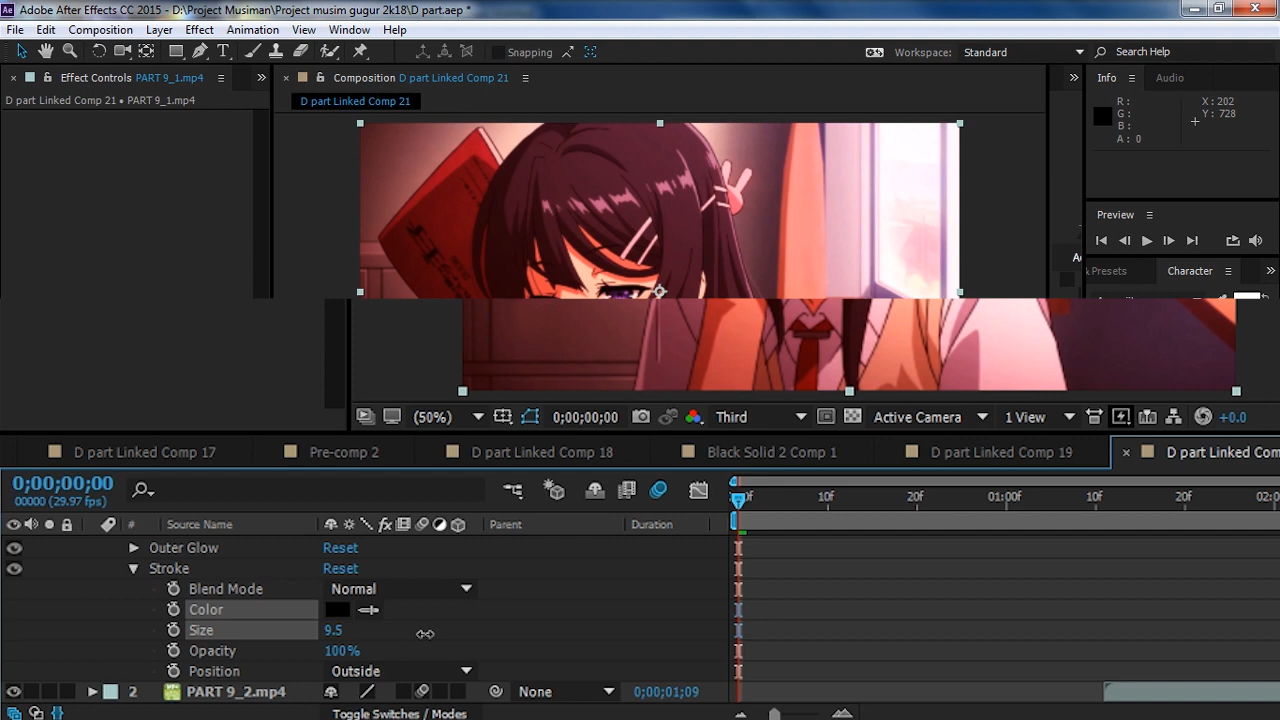 Adobe After Effects CC 2015 - D:\Project Musiman\Project musim gugur 2k18\D part.aep *
File Edit Composition Layer Effect Animation View Window Help
Snapping Workspace: Standard Search Help
Effect Controls PART 9_1.mp4 Composition D part Linked Comp 21 Info Audio
D part Linked Comp 21 • PART 9_1.mp4 D part Linked Comp 21
R: X: 202
G: Y: 728
B:
A: 0
Preview
& Presets Character
(50%) 0;00;00;00 Third Active Camera 1 View +0.0
D part Linked Comp 17 Pre-comp 2 D part Linked Comp 18 Black Solid 2 Comp 1 D part Linked Comp 19 D part Linked Com
0;00;00;00
00000 (29.97 fps) 0f 10f 20f 01:00f 10f 20f 02:0
# Source Name Parent Duration
Outer Glow Reset
Stroke Reset
Blend Mode Normal
Color
Size 9.5
Opacity 100%
Position Outside
2 PART 9_2.mp4 None 0;00;01;09
Toggle Switches / Modes